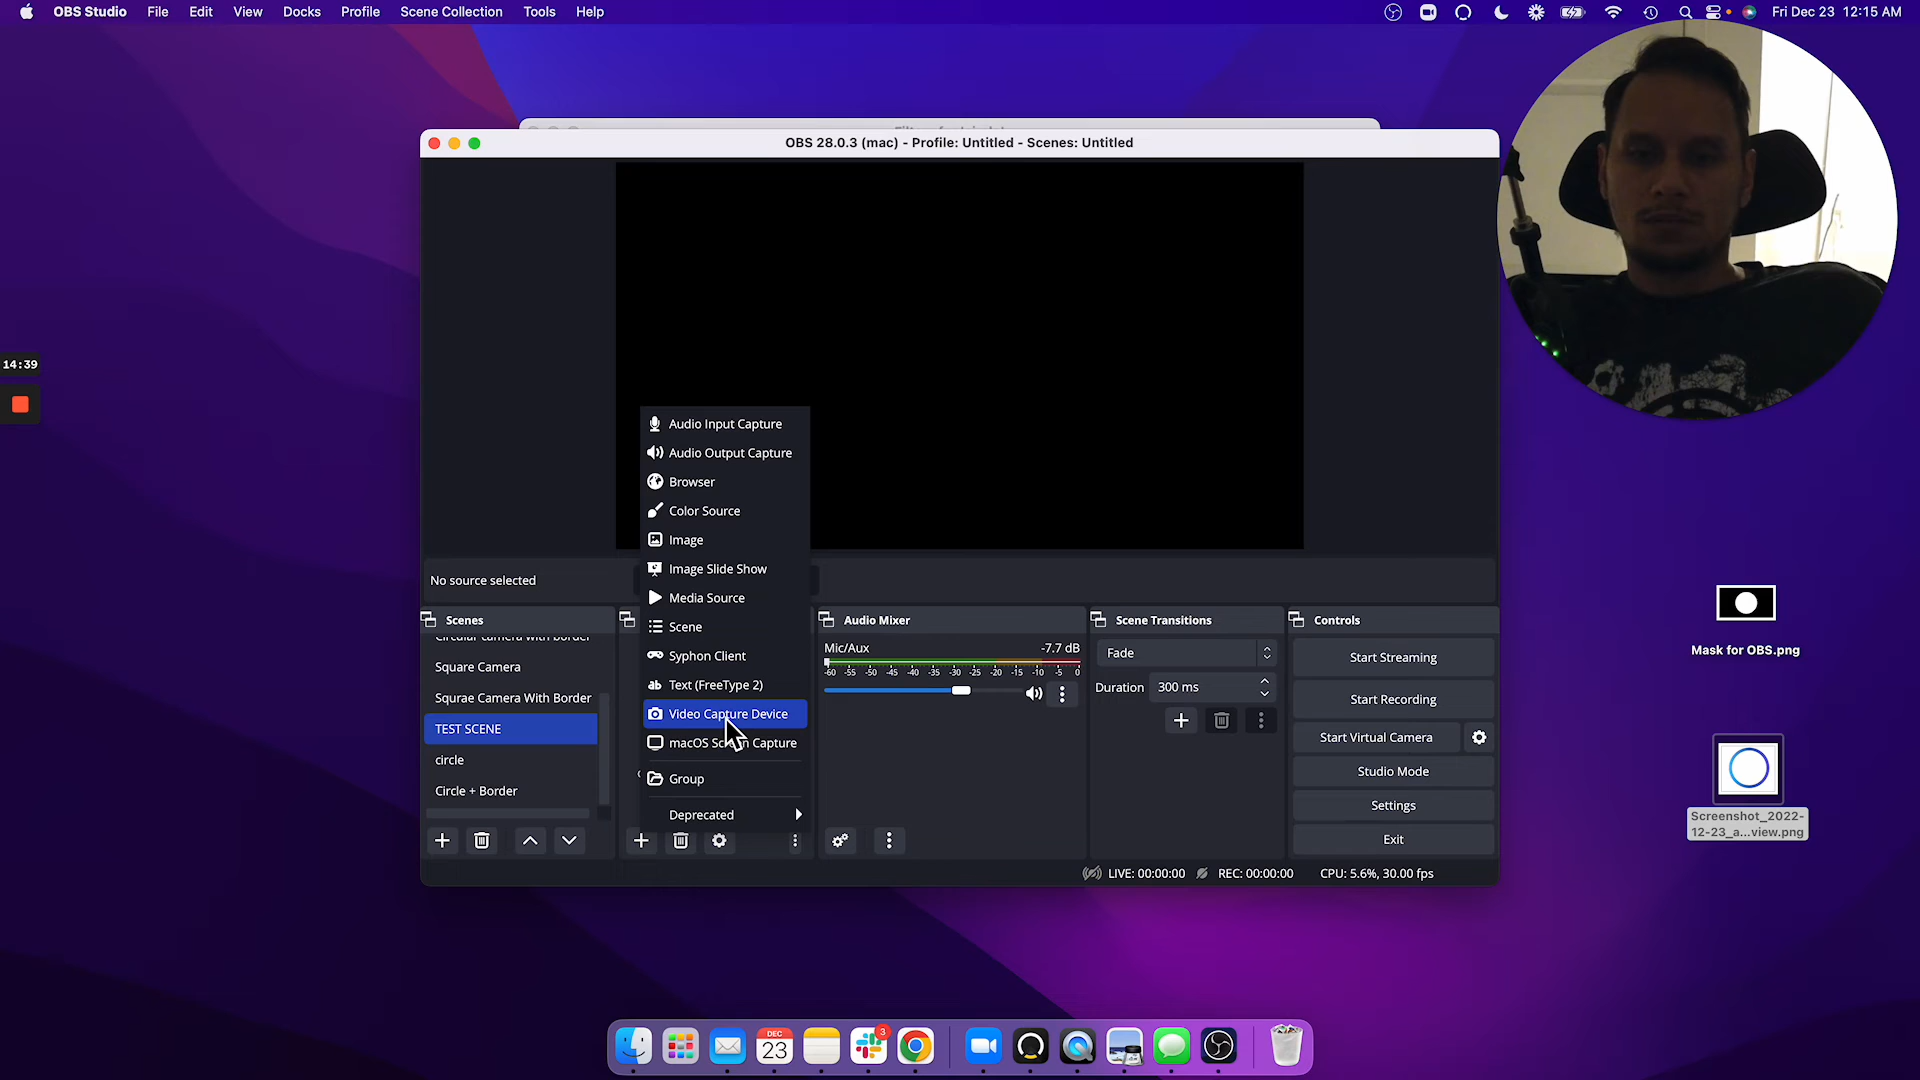 OBS Studio File Edit View Docks Profile Scene Collection Tools Help
Fri Dec 23 12:15 AM
OBS 28.0.3 (mac) - Profile: Untitled - Scenes: Untitled
14:39
Audio Input Capture
Audio Output Capture
Browser
Color Source
Image
Image Slide Show
Media Source
Scene
Syphon Client
ab Text (FreeType 2)
Video Capture Device
macOS Screen Capture
Group
Deprecated
No source selected
Scenes
Circular camera with border
Square Camera
Squrae Camera With Border
TEST SCENE
circle
Circle + Border
Audio Mixer
Mic/Aux -7.7 dB
-60 -55 -50 -45 -40 -35 -30 -25 -20 -15 -10 -5 0
Scene Transitions
Fade
Duration 300 ms
Controls
Start Streaming
Start Recording
Start Virtual Camera
Studio Mode
Settings
Exit
LIVE: 00:00:00 REC: 00:00:00 CPU: 5.6%, 30.00 fps
Mask for OBS.png
Screenshot_2022-
12-23_a...view.png
DEC
23
3